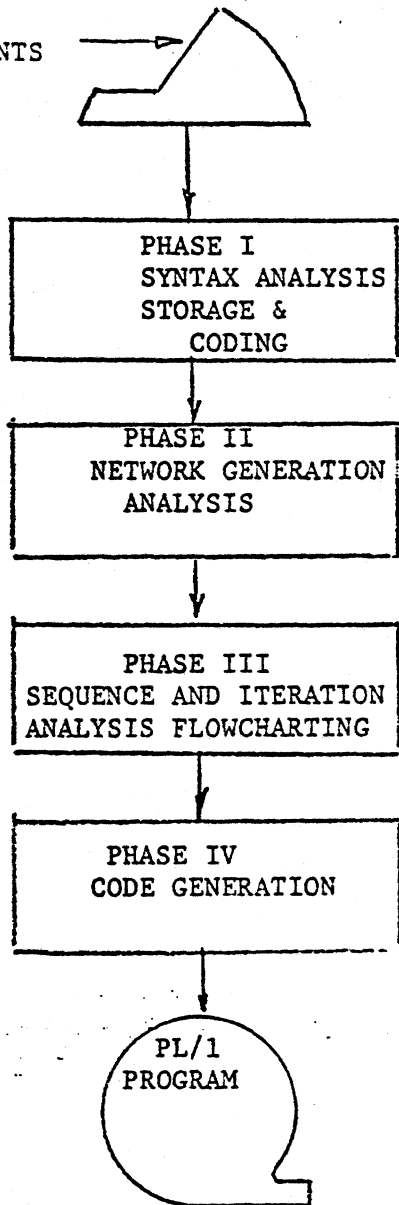 NTS
PHASE I
SYNTAX ANALYSIS
STORAGE &
CODING
PHASE II
NETWORK GENERATION
ANALYSIS
PHASE III
SEQUENCE AND ITERATION
ANALYSIS FLOWCHARTING
PHASE IV
CODE GENERATION
PL/1
PROGRAM